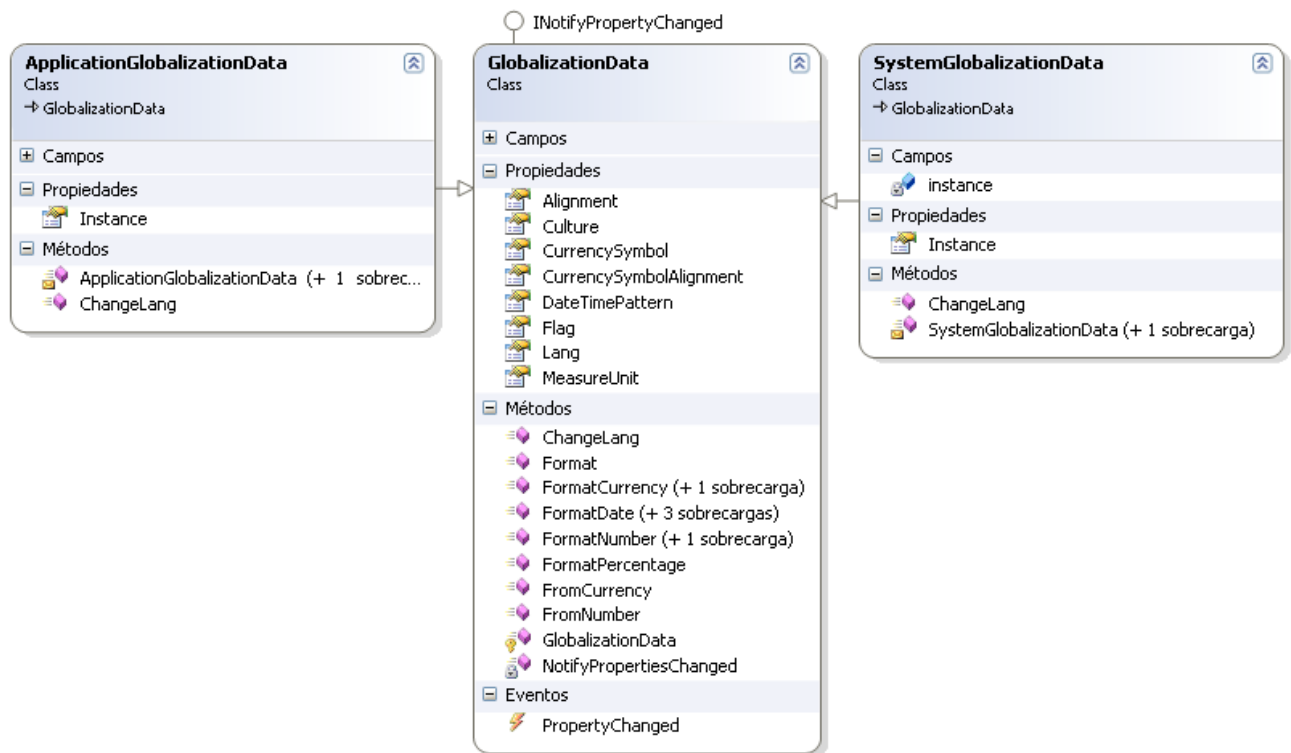 INotifyPropertyChanged
ApplicationGlobalizationData
Class
GlobalizationData
Campos
Propiedades
Instance
Métodos
ApplicationGlobalizationData (+ 1 sobrec...
ChangeLang
GlobalizationData
Class
Campos
Propiedades
Alignment
Culture
CurrencySymbol
CurrencySymbolAlignment
DateTimePattern
Flag
Lang
MeasureUnit
Métodos
ChangeLang
Format
FormatCurrency (+ 1 sobrecarga)
FormatDate (+ 3 sobrecargas)
FormatNumber (+ 1 sobrecarga)
FormatPercentage
FromCurrency
FromNumber
GlobalizationData
NotifyPropertiesChanged
Eventos
PropertyChanged
SystemGlobalizationData
Class
GlobalizationData
Campos
instance
Propiedades
Instance
Métodos
ChangeLang
SystemGlobalizationData (+ 1 sobrecarga)